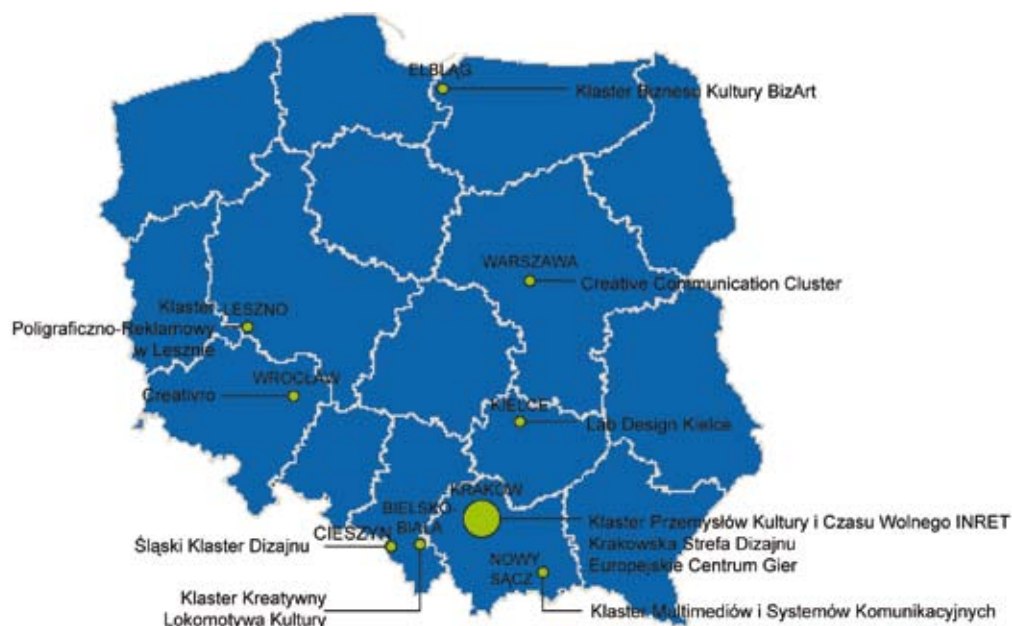 ELBLĄG
Klaster Biznesu Kultury BizArt
WARSZAWA
Creative Communication Cluster
Klaster
LESZNO
Poligraficzno-Reklamowy
w Lesznie
WROCŁAW
Creativro
KIELCE
Lab Design Kielce
KRAKÓW
Klaster Przemysłów Kultury i Czasu Wolnego INRET
Krakowska Strefa Dizajnu
Europejskie Centrum Gier
BIELSKO-
BIAŁA
CIESZYN
Śląski Klaster Dizajnu
NOWY
SĄCZ
Klaster Kreatywny
Lokomotywa Kultury
Klaster Multimediów i Systemów Komunikacyjnych